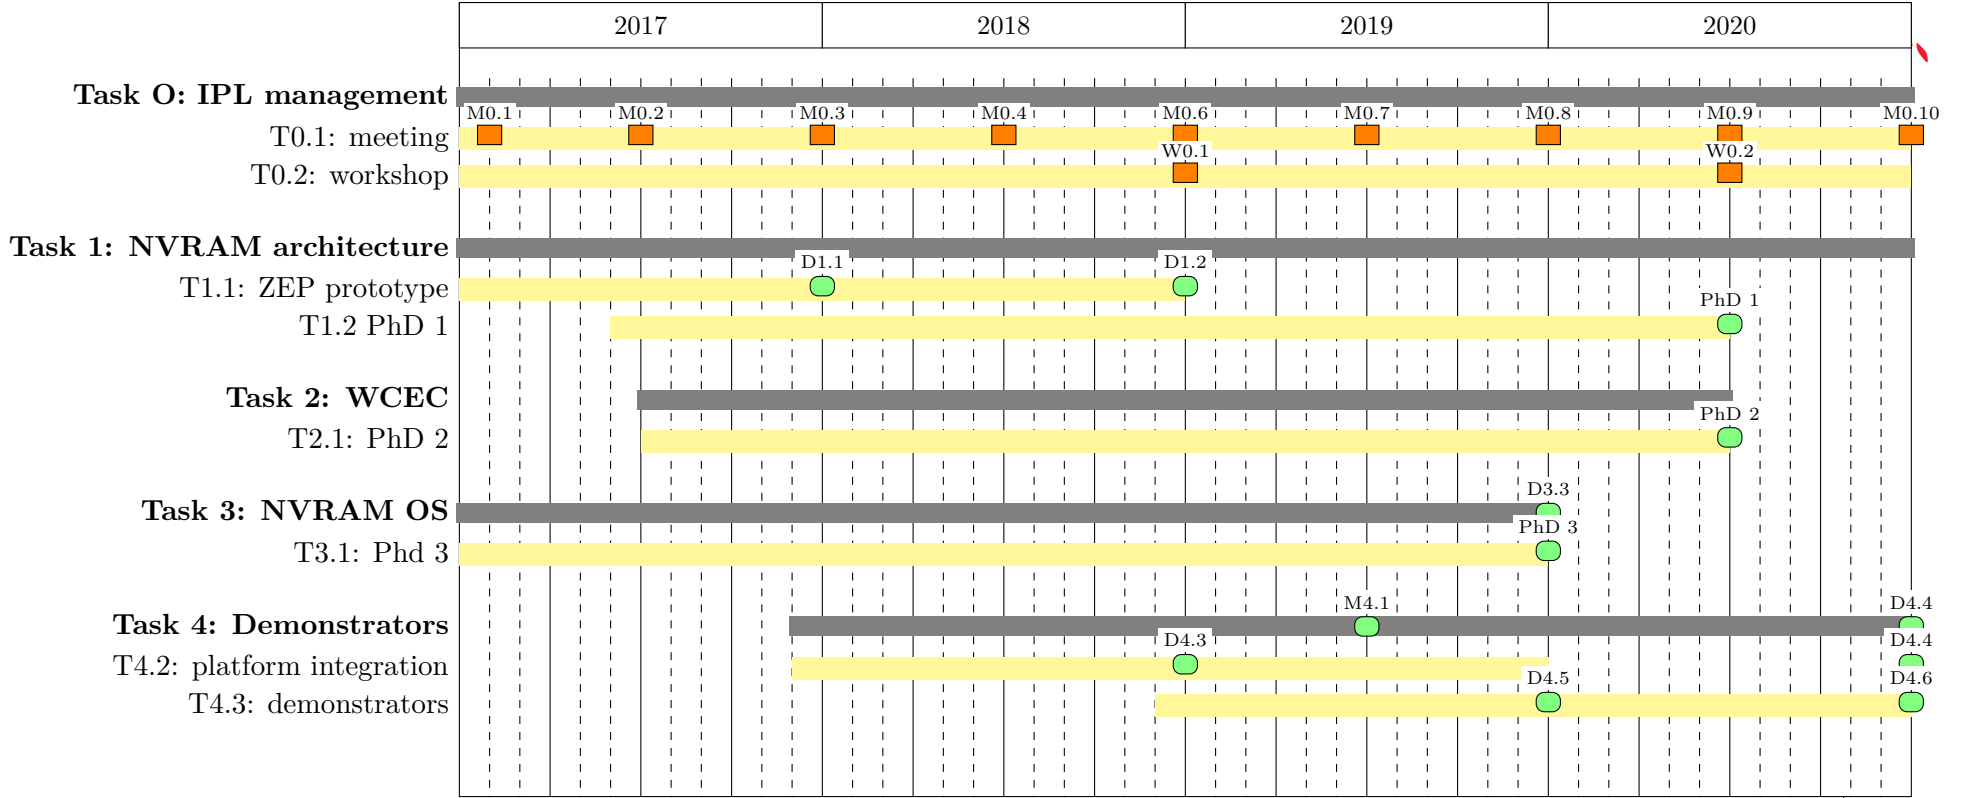 2017 2018 2019 2020
Task O: IPL management
M0.1 M0.2 M0.3 M0.4 M0.6 M0.7 M0.8 M0.9 M0.10
T0.1: meeting
W0.1 W0.2
T0.2: workshop
Task 1: NVRAM architecture
D1.1 D1.2
T1.1: ZEP prototype
PhD 1
T1.2 PhD 1
Task 2: WCEC
PhD 2
T2.1: PhD 2
D3.3
Task 3: NVRAM OS
PhD 3
T3.1: Phd 3
M4.1 D4.4
Task 4: Demonstrators
D4.3 D4.4
T4.2: platform integration
D4.5 D4.6
T4.3: demonstrators